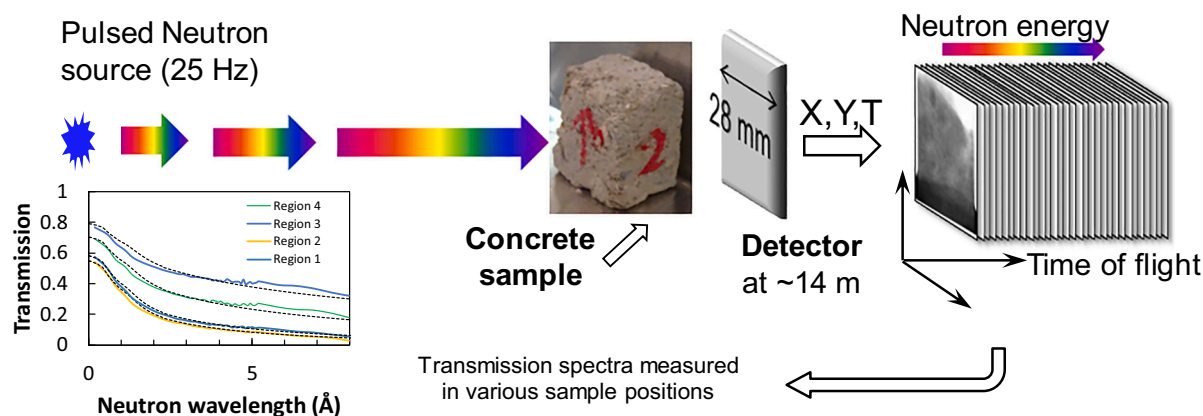 Pulsed Neutron
source (25 Hz)
1
2
28 mm
X,Y,T
Neutron energy
Concrete
sample
Detector
at ~14 m
Time of flight
Transmission
1
0.8
0.6
0.4
0.2
0
Region 4
Region 3
Region 2
Region 1
0
5
Neutron wavelength (Å)
Transmission spectra measured
in various sample positions